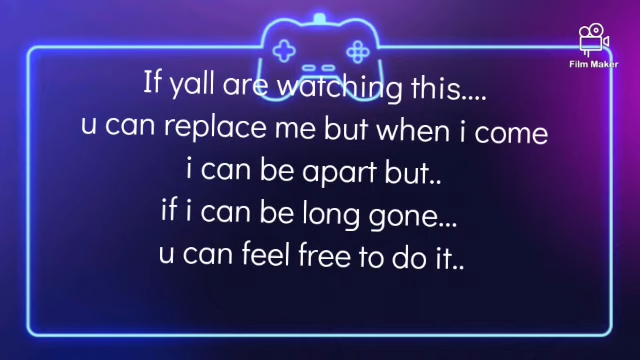 Film Maker
If yall are watching this....
u can replace me but when i come
i can be apart but..
if i can be long gone...
u can feel free to do it..